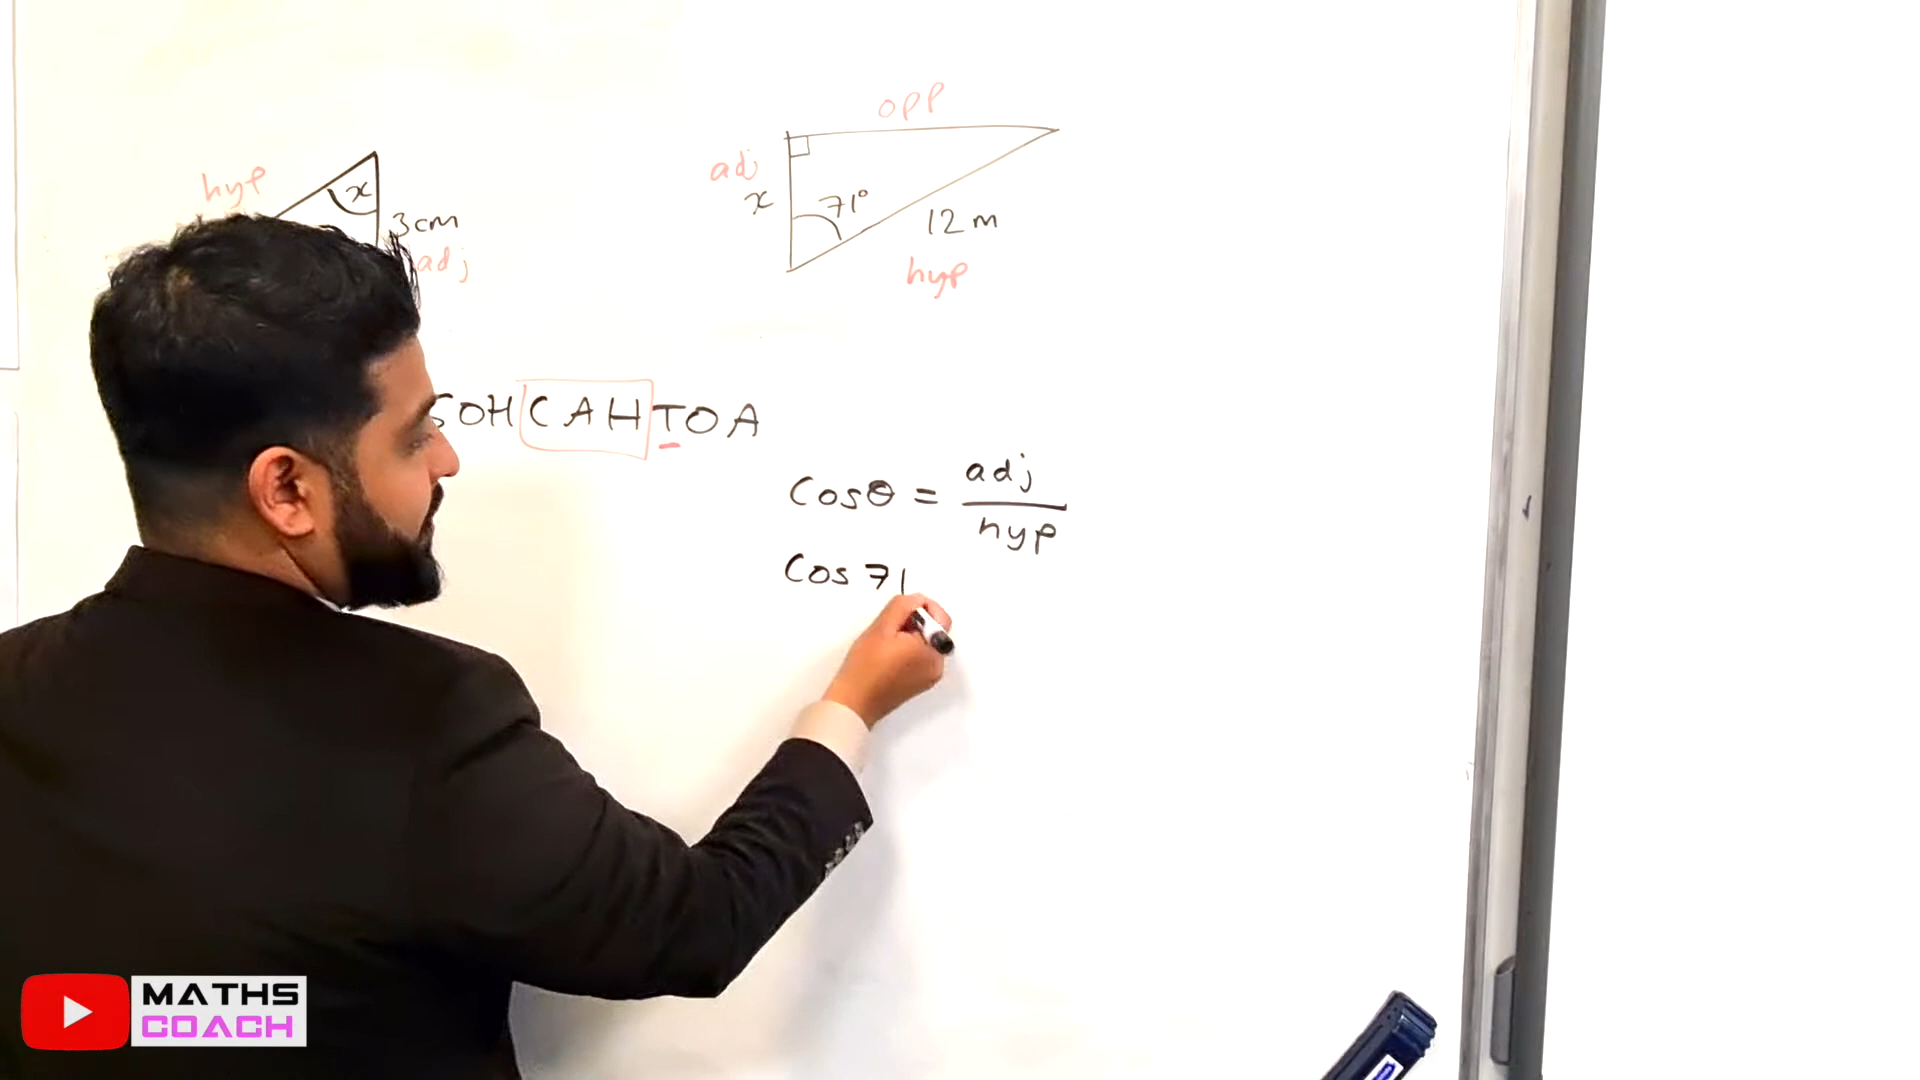 opp
adj
x
71°
12 m
hyp
hyp
x
3cm
adj
SOH CAH TOA
Cosθ = adj
hyp
Cos 71
MATHS
COACH